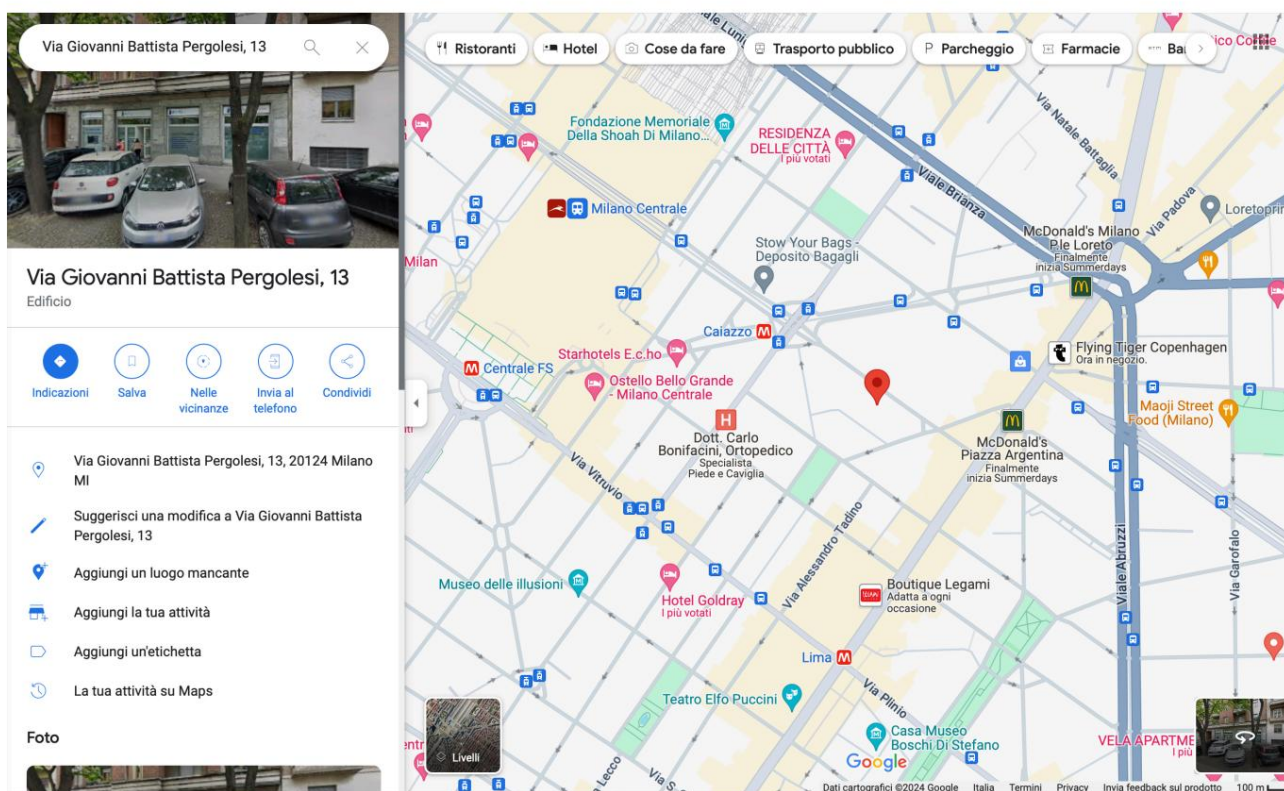 Via Giovanni Battista Pergolesi, 13
Via Giovanni Battista Pergolesi, 13
Edificio
Indicazioni
Salva
Nelle
vicinanze
Invia al
telefono
Condividi
Via Giovanni Battista Pergolesi, 13, 20124 Milano
MI
Suggerisci una modifica a Via Giovanni Battista
Pergolesi, 13
Aggiungi un luogo mancante
Aggiungi la tua attività
Aggiungi un'etichetta
La tua attività su Maps
Foto
Ristoranti
Hotel
Cose da fare
Trasporto pubblico
P Parcheggio
Farmacie
Viale Brianza
Via Natale Battaglia
Via Padova
Fondazione Memoriale
Della Shoah Di Milano...
RESIDENZA
DELLE CITTÀ
I più votati
Milano Centrale
Milan
Stow Your Bags -
Deposito Bagagli
McDonald's Milano
P.le Loreto
Finalmente
inizia Summerdays
Caiazzo M
M Centrale FS
Starhotels E.c.ho
Ostello Bello Grande
- Milano Centrale
Flying Tiger Copenhagen
Ora in negozio.
H
Dott. Carlo
Bonifacini, Ortopedico
Specialista
Piede e Caviglia
McDonald's
Piazza Argentina
Finalmente
inizia Summerdays
Maoji Street
Food (Milano)
Via Vitruvio
Via Alessandro Tadino
Viale Abruzzi
Via Garofalo
Museo delle illusioni
Hotel Goldray
I più votati
Boutique Legami
Adatta a ogni
occasione
Lima M
Via Plinio
Teatro Elfo Puccini
Casa Museo
Boschi Di Stefano
Livelli
Google
Dati cartografici ©2024 Google
Italia
Termini
Privacy
Invia feedback sul prodotto
100 m